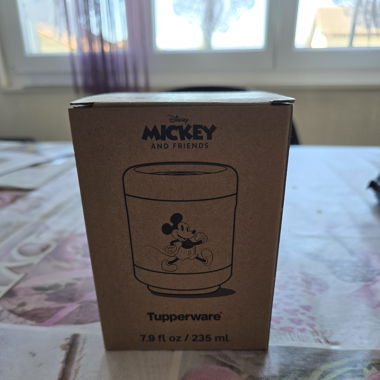 Disney
MICKEY
AND FRIENDS
Tupperware
7.9 fl oz / 235 ml